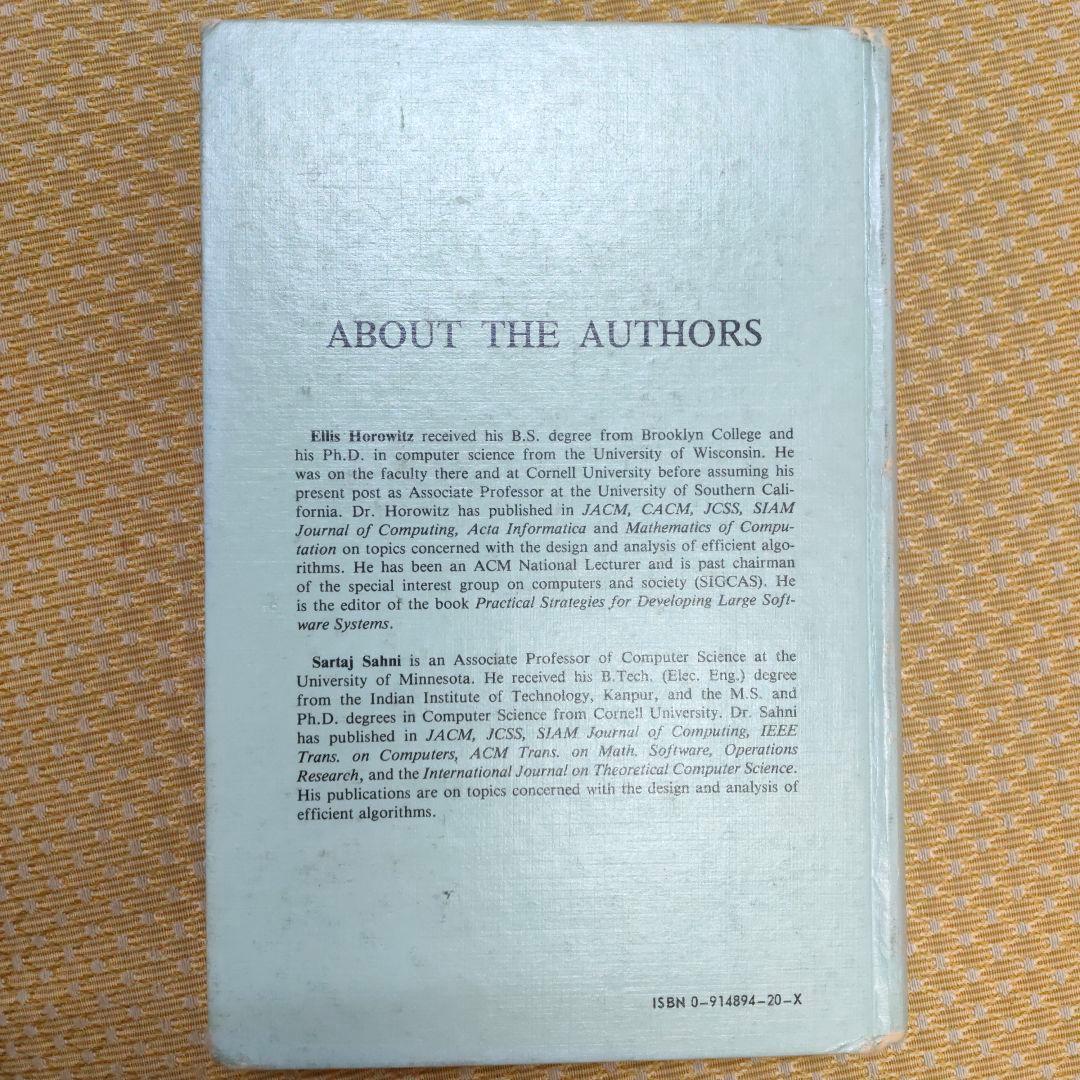 ABOUT THE AUTHORS
Ellis Horowitz received his B.S. degree from Brooklyn College and
his Ph.D. in computer science from the University of Wisconsin. He
was on the faculty there and at Cornell University before assuming his
present post as Associate Professor at the University of Southern Cali-
fornia. Dr. Horowitz has published in JACM, CACM, JCSS, SIAM
Journal of Computing, Acta Informatica and Mathematics of Compu-
tation on topics concerned with the design and analysis of efficient algo-
rithms. He has been an ACM National Lecturer and is past chairman
of the special interest group on computers and society (SIGCAS). He
is the editor of the book Practical Strategies for Developing Large Soft-
ware Systems.
Sartaj Sahni is an Associate Professor of Computer Science at the
University of Minnesota. He received his B.Tech. (Elec. Eng.) degree
from the Indian Institute of Technology, Kanpur, and the M.S. and
Ph.D. degrees in Computer Science from Cornell University. Dr. Sahni
has published in JACM, JCSS, SIAM Journal of Computing, IEEE
Trans. on Computers, ACM Trans. on Math. Software, Operations
Research, and the International Journal on Theoretical Computer Science.
His publications are on topics concerned with the design and analysis of
efficient algorithms.
ISBN 0-914894-20-X